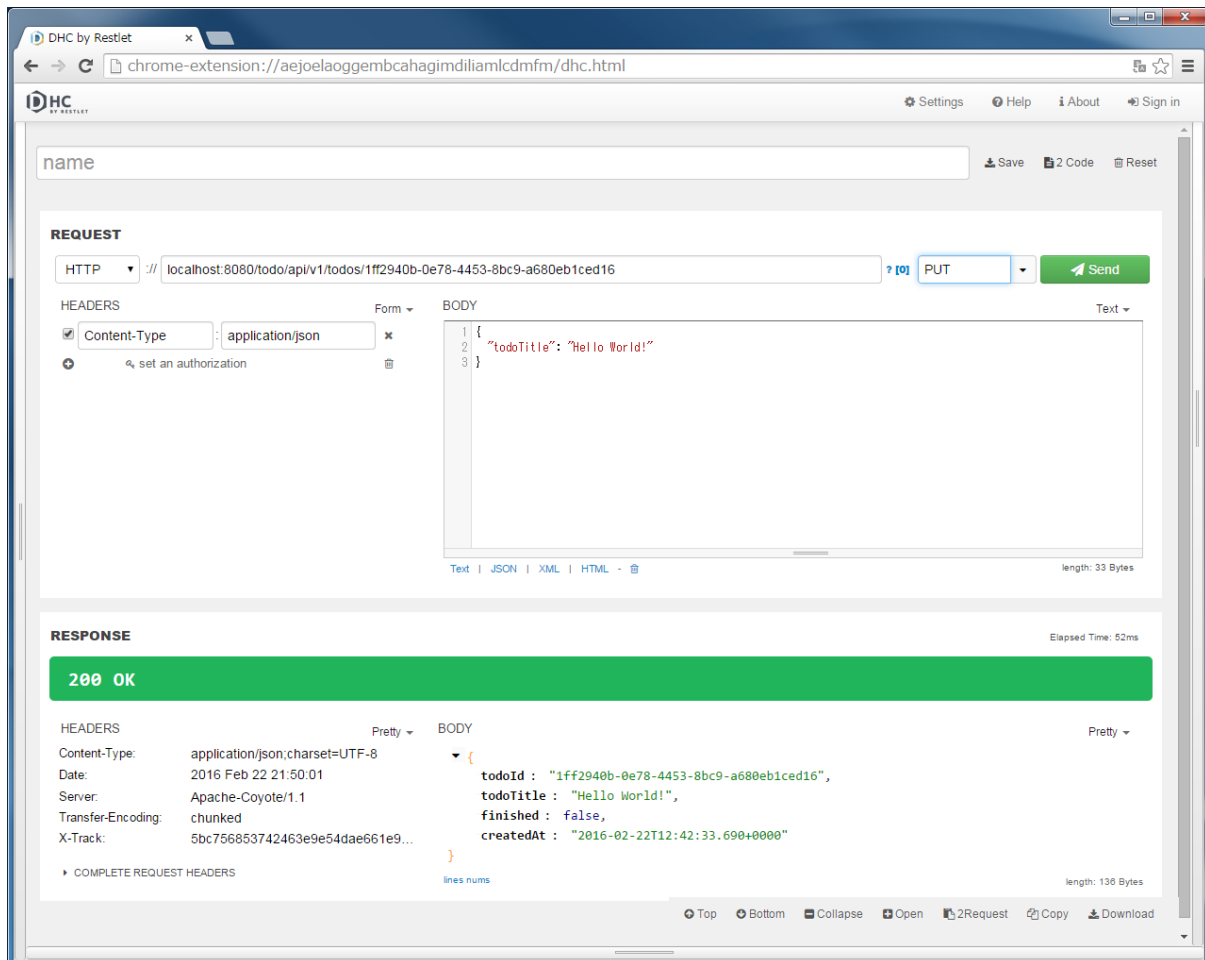 DHC by Restlet
chrome-extension://aejoelaoggembcahagimdiliamlcdmfm/dhc.html
DHC BY RESTLET
Settings Help About Sign in
name
Save 2 Code Reset
REQUEST
HTTP :// localhost:8080/todo/api/v1/todos/1ff2940b-0e78-4453-8bc9-a680eb1ced16 ? [0] PUT Send
HEADERS Form
Content-Type : application/json
set an authorization
BODY Text
1 {
2 "todoTitle": "Hello World!"
3 }
Text | JSON | XML | HTML - length: 33 Bytes
RESPONSE Elapsed Time: 52ms
200 OK
HEADERS Pretty
Content-Type: application/json;charset=UTF-8
Date: 2016 Feb 22 21:50:01
Server: Apache-Coyote/1.1
Transfer-Encoding: chunked
X-Track: 5bc756853742463e9e54dae661e9...
COMPLETE REQUEST HEADERS
BODY Pretty
{
todoId : "1ff2940b-0e78-4453-8bc9-a680eb1ced16",
todoTitle : "Hello World!",
finished : false,
createdAt : "2016-02-22T12:42:33.690+0000"
}
lines nums length: 136 Bytes
Top Bottom Collapse Open 2Request Copy Download